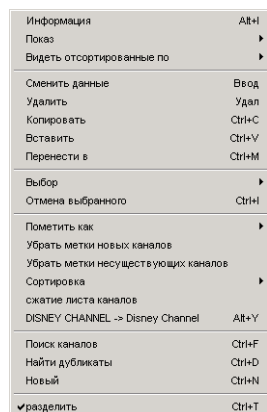 Информация Alt+I
Показ
Видеть отсортированные по
Сменить данные Ввод
Удалить Удал
Копировать Ctrl+C
Вставить Ctrl+V
Перенести в Ctrl+M
Выбор
Отмена выбранного Ctrl+I
Пометить как
Убрать метки новых каналов
Убрать метки несуществующих каналов
Сортировка
сжатие листа каналов
DISNEY CHANNEL -> Disney Channel Alt+Y
Поиск каналов Ctrl+F
Найти дубликаты Ctrl+D
Новый Ctrl+N
разделить Ctrl+T